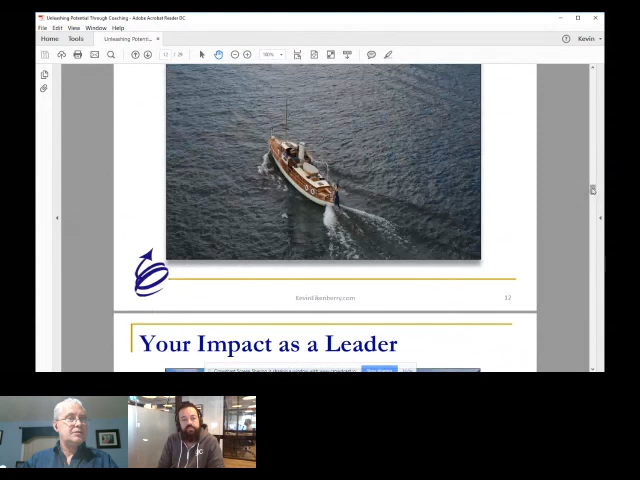 Unleashing Potential Through Coaching - Adobe Acrobat Reader DC
File Edit View Window Help
Home Tools Unleashing Potenti... × Kevin
12 / 29 100%
KevinEikenberry.com 12
Your Impact as a Leader